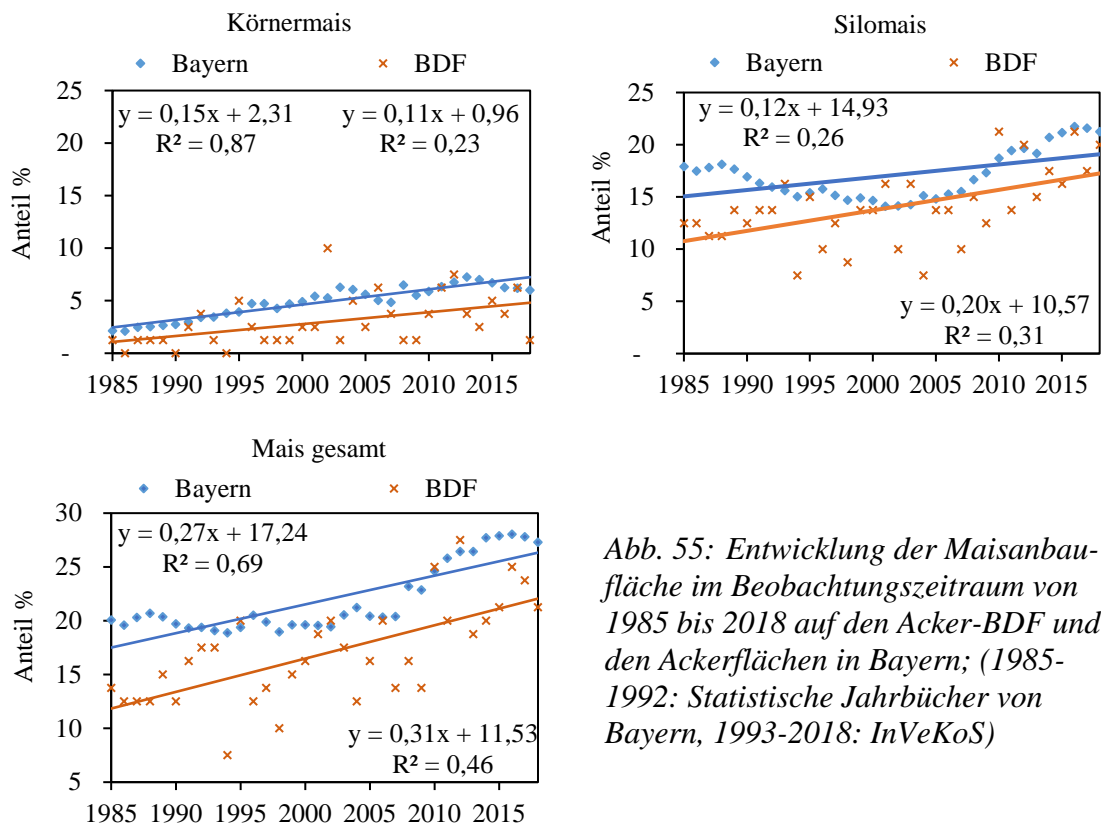 Körnermais
Bayern BDF
25
20
15
10
5
-
Anteil %
y = 0,15x + 2,31
R² = 0,87
y = 0,11x + 0,96
R² = 0,23
1985 1990 1995 2000 2005 2010 2015
Silomais
Bayern BDF
25
20
15
10
5
-
Anteil %
y = 0,12x + 14,93
R² = 0,26
y = 0,20x + 10,57
R² = 0,31
1985 1990 1995 2000 2005 2010 2015
Mais gesamt
Bayern BDF
30
25
20
15
10
5
Anteil %
y = 0,27x + 17,24
R² = 0,69
y = 0,31x + 11,53
R² = 0,46
1985 1990 1995 2000 2005 2010 2015
Abb. 55: Entwicklung der Maisanbau-
fläche im Beobachtungszeitraum von
1985 bis 2018 auf den Acker-BDF und
den Ackerflächen in Bayern; (1985-
1992: Statistische Jahrbücher von
Bayern, 1993-2018: InVeKoS)